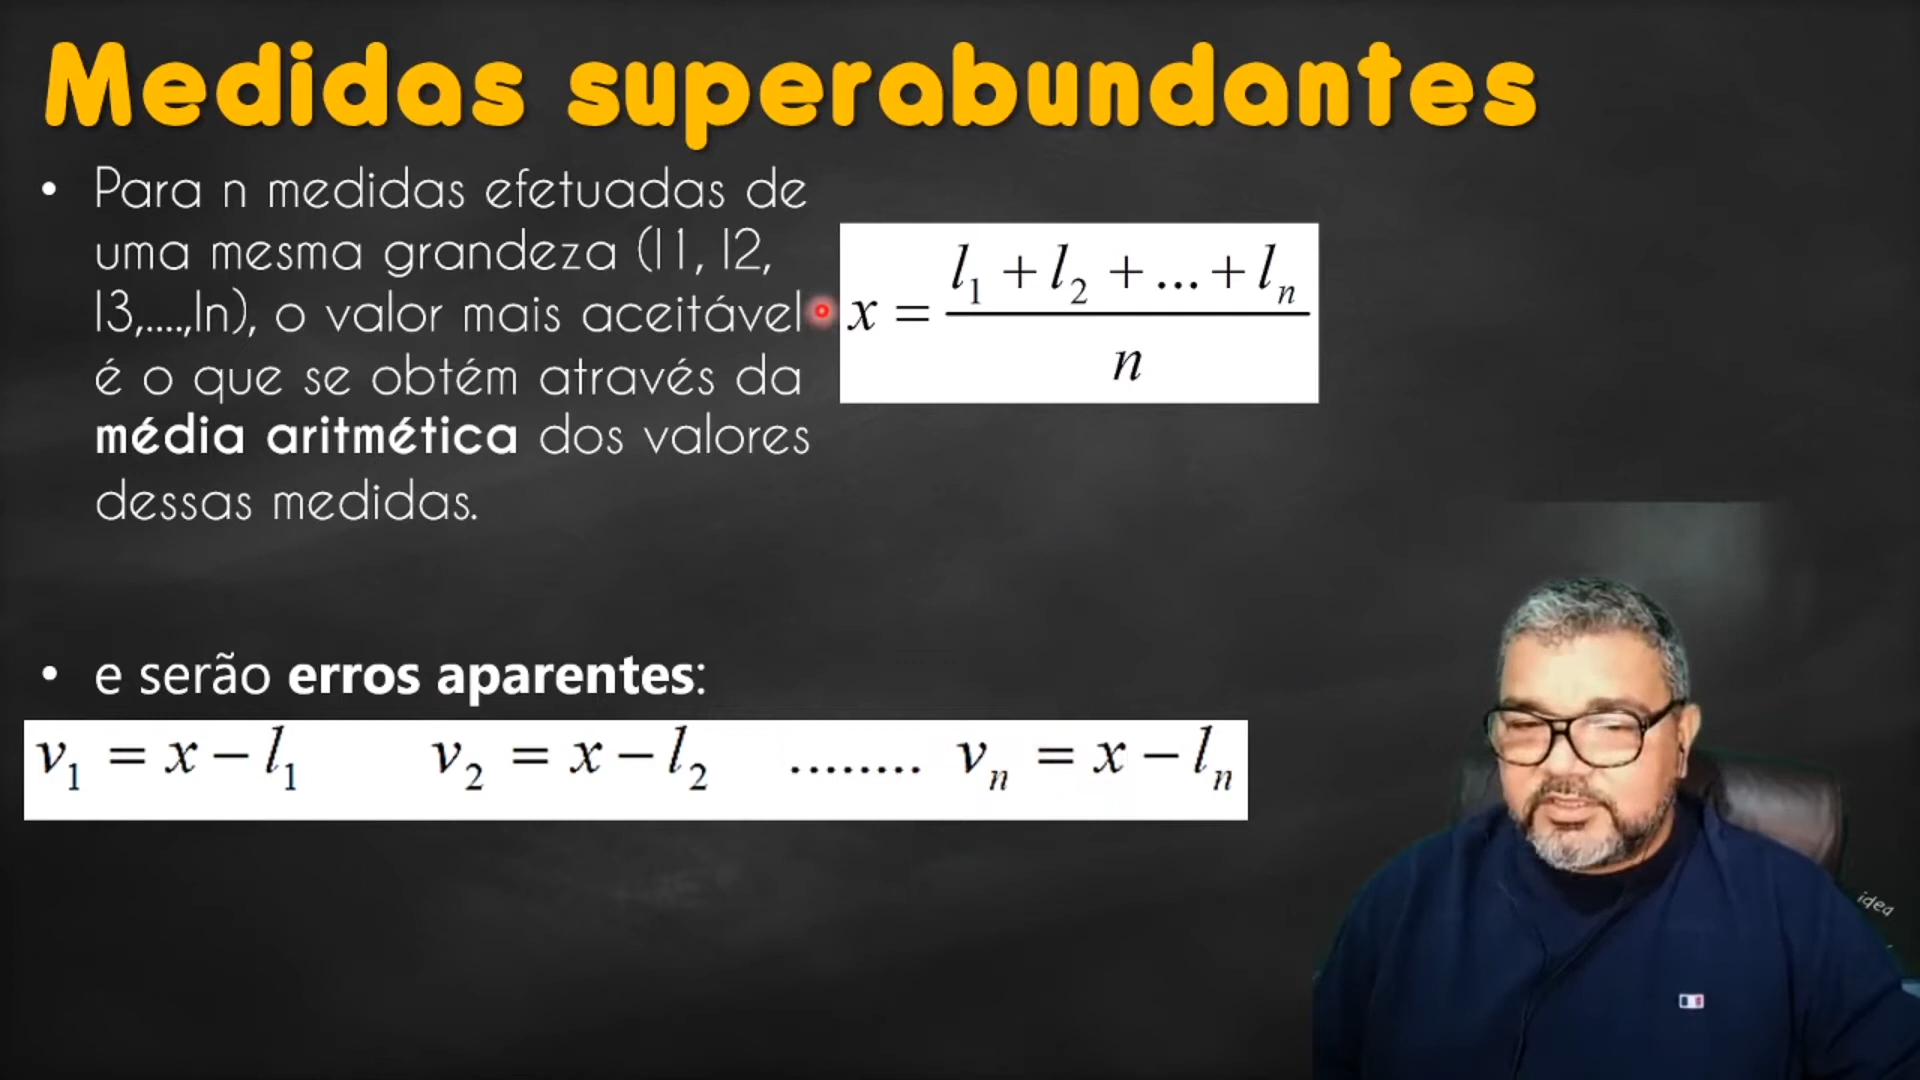 Medidas superabundantes
• Para n medidas efetuadas de
uma mesma grandeza (l1, l2,
l3,....,ln), o valor mais aceitável
é o que se obtém através da
média aritmética dos valores
dessas medidas.
x = (l₁ + l₂ + ... + lₙ) / n
• e serão erros aparentes:
v₁ = x − l₁ v₂ = x − l₂ ........ vₙ = x − lₙ
idea